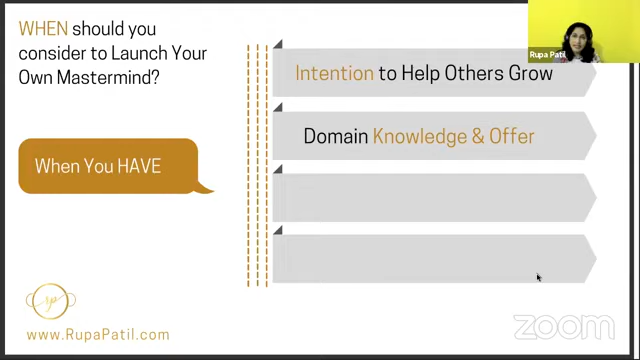 WHEN should you
consider to Launch Your
Own Mastermind?
When You HAVE
Intention to Help Others Grow
Domain Knowledge & Offer
Rupa Patil
rp
www.RupaPatil.com
zoom